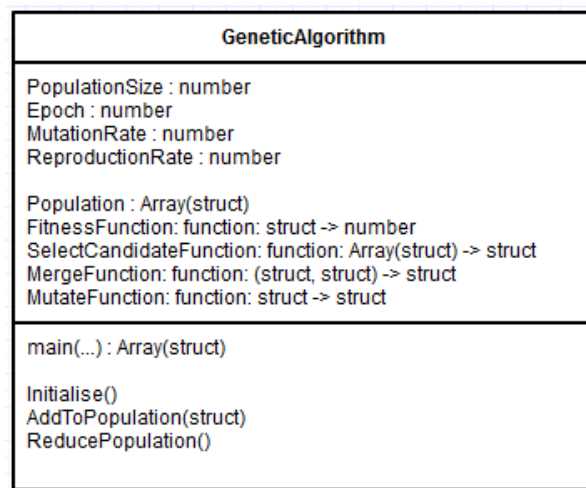 GeneticAlgorithm
PopulationSize : number
Epoch : number
MutationRate : number
ReproductionRate : number
Population : Array(struct)
FitnessFunction: function: struct -> number
SelectCandidateFunction: function: Array(struct) -> struct
MergeFunction: function: (struct, struct) -> struct
MutateFunction: function: struct -> struct
main(...) : Array(struct)
Initialise()
AddToPopulation(struct)
ReducePopulation()